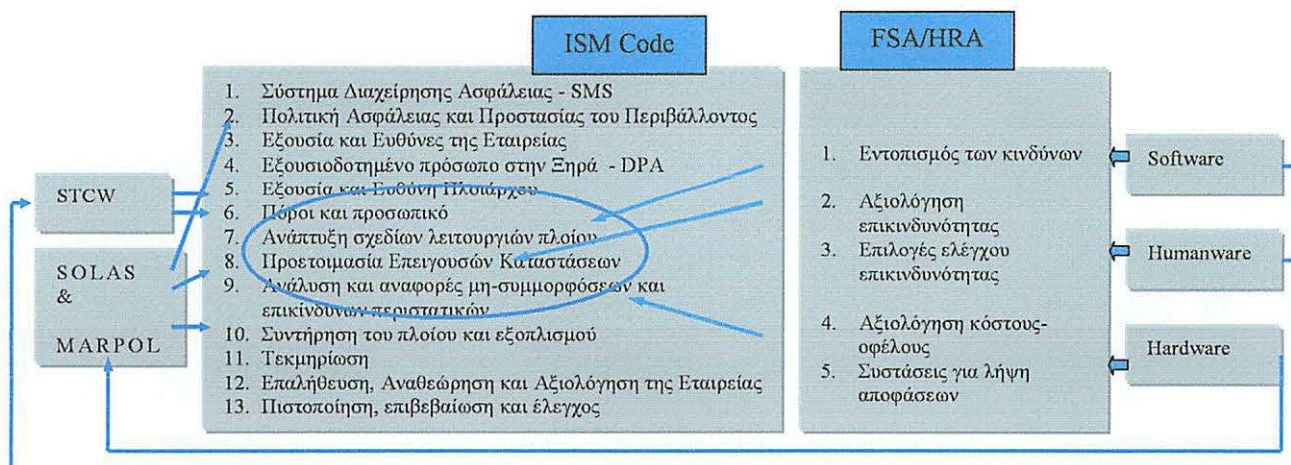 ISM Code
FSA/HRA
1. Σύστημα Διαχείρησης Ασφάλειας - SMS
2. Πολιτική Ασφάλειας και Προστασίας του Περιβάλλοντος
3. Εξουσία και Ευθύνες της Εταιρείας
4. Εξουσιοδοτημένο πρόσωπο στην Ξηρά - DPA
5. Εξουσία και Ευθύνη Πλοιάρχου
6. Πόροι και προσωπικό
7. Ανάπτυξη σχεδίων λειτουργιών πλοίου
8. Προετοιμασία Επειγουσών Καταστάσεων
9. Ανάλυση και αναφορές μη-συμμορφόσεων και
επικίνδυνων περιστατικών
10. Συντήρηση του πλοίου και εξοπλισμού
11. Τεκμηρίωση
12. Επαλήθευση, Αναθεώρηση και Αξιολόγηση της Εταιρείας
13. Πιστοποίηση, επιβεβαίωση και έλεγχος
STCW
SOLAS
&
MARPOL
1. Εντοπισμός των κινδύνων
2. Αξιολόγηση
επικινδυνότητας
3. Επιλογές ελέγχου
επικινδυνότητας
4. Αξιολόγηση κόστους-
οφέλους
5. Συστάσεις για λήψη
αποφάσεων
Software
Humanware
Hardware